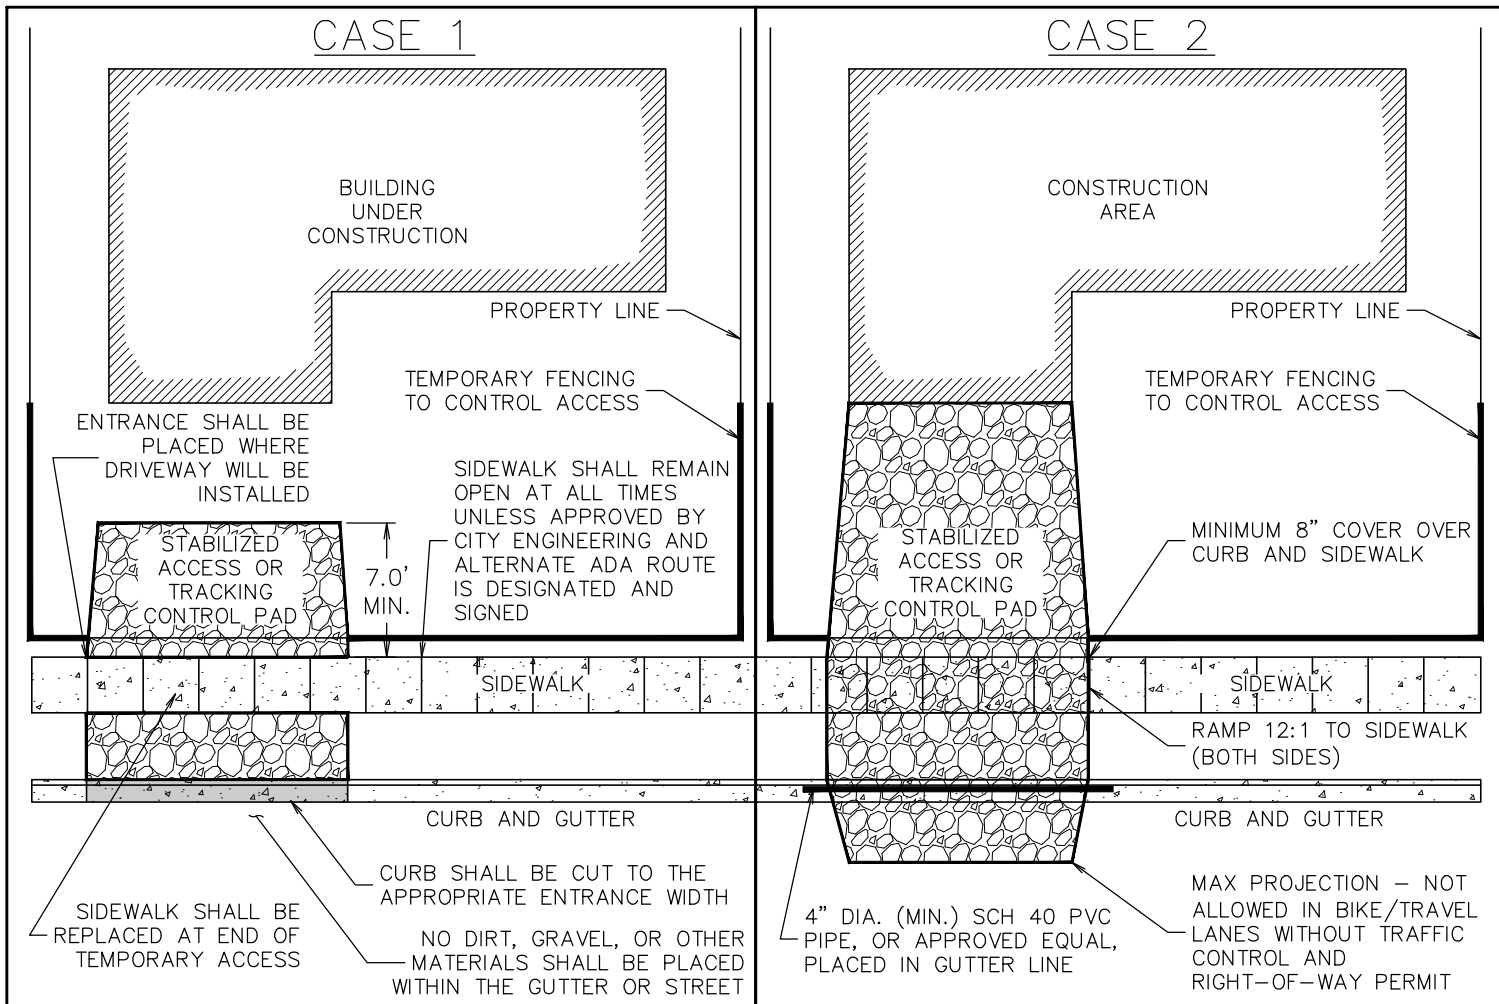 CASE 1
BUILDING
UNDER
CONSTRUCTION
PROPERTY LINE
TEMPORARY FENCING
TO CONTROL ACCESS
ENTRANCE SHALL BE
PLACED WHERE
DRIVEWAY WILL BE
INSTALLED
SIDEWALK SHALL REMAIN
OPEN AT ALL TIMES
UNLESS APPROVED BY
CITY ENGINEERING AND
ALTERNATE ADA ROUTE
IS DESIGNATED AND
SIGNED
STABILIZED
ACCESS OR
TRACKING
CONTROL PAD
7.0'
MIN.
SIDEWALK
CURB AND GUTTER
CURB SHALL BE CUT TO THE
APPROPRIATE ENTRANCE WIDTH
SIDEWALK SHALL BE
REPLACED AT END OF
TEMPORARY ACCESS
NO DIRT, GRAVEL, OR OTHER
MATERIALS SHALL BE PLACED
WITHIN THE GUTTER OR STREET
CASE 2
CONSTRUCTION
AREA
PROPERTY LINE
TEMPORARY FENCING
TO CONTROL ACCESS
STABILIZED
ACCESS OR
TRACKING
CONTROL PAD
MINIMUM 8” COVER OVER
CURB AND SIDEWALK
SIDEWALK
RAMP 12:1 TO SIDEWALK
(BOTH SIDES)
CURB AND GUTTER
4” DIA. (MIN.) SCH 40 PVC
PIPE, OR APPROVED EQUAL,
PLACED IN GUTTER LINE
MAX PROJECTION – NOT
ALLOWED IN BIKE/TRAVEL
LANES WITHOUT TRAFFIC
CONTROL AND
RIGHT–OF–WAY PERMIT